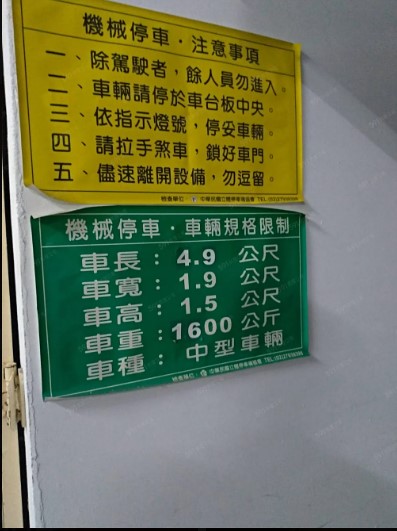 機械停車・注意事項
一、除駕駛者，餘人員勿進入。
二、車輛請停於車台板中央。
三、依指示燈號，停妥車輛。
四、請拉手煞車，鎖好車門。
五、儘速離開設備，勿逗留。
機械停車・車輛規格限制
車長：4.9 公尺
車寬：1.9 公尺
車高：1.5 公尺
車重：1600 公斤
車種：中型車輛